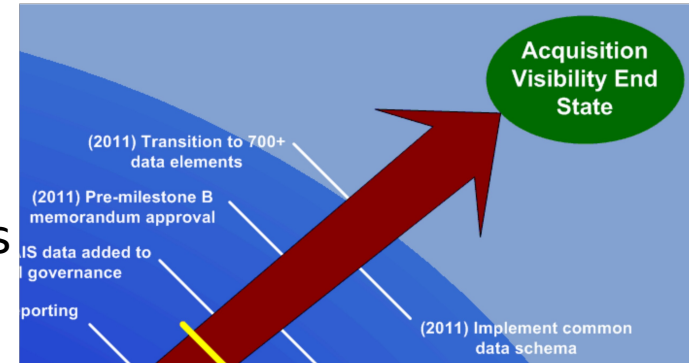 Acquisition
Visibility End
State
(2011) Transition to 700+
data elements
(2011) Pre-milestone B
memorandum approval
data added to
governance
(2011) Implement common
data schema